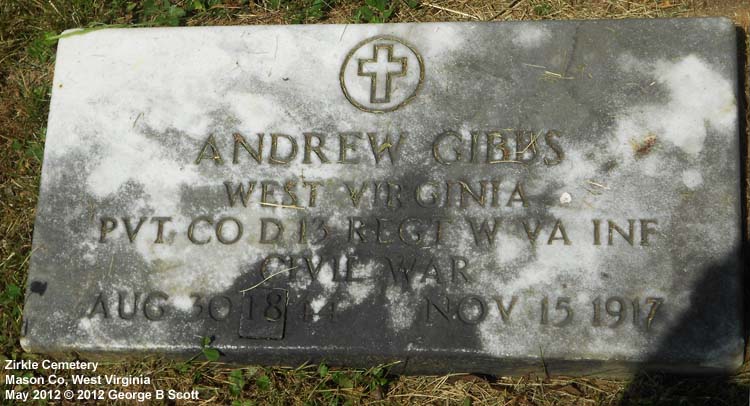 ANDREW GIBBS
WEST VIRGINIA
PVT CO D 13 REGT W VA INF
CIVIL WAR
AUG 30 1844 NOV 15 1917
Zirkle Cemetery
Mason Co, West Virginia
May 2012 © 2012 George B Scott